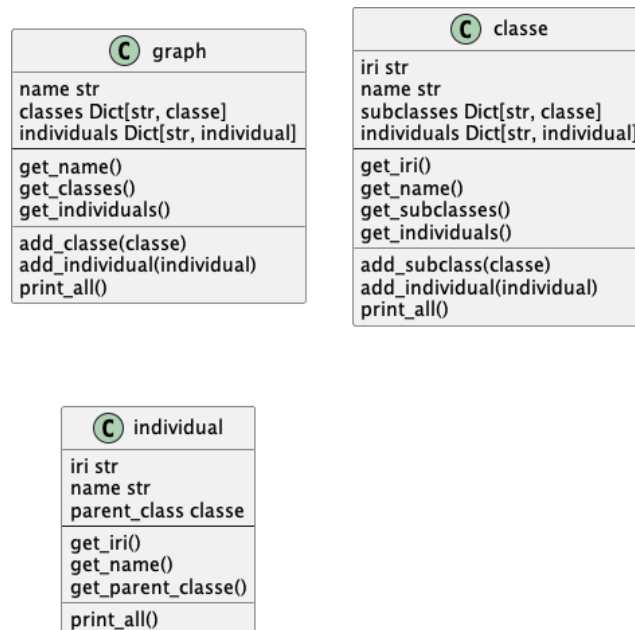 C graph
name str
classes Dict[str, classe]
individuals Dict[str, individual]
get_name()
get_classes()
get_individuals()
add_classe(classe)
add_individual(individual)
print_all()
C classe
iri str
name str
subclasses Dict[str, classe]
individuals Dict[str, individual]
get_iri()
get_name()
get_subclasses()
get_individuals()
add_subclass(classe)
add_individual(individual)
print_all()
C individual
iri str
name str
parent_class classe
get_iri()
get_name()
get_parent_classe()
print_all()